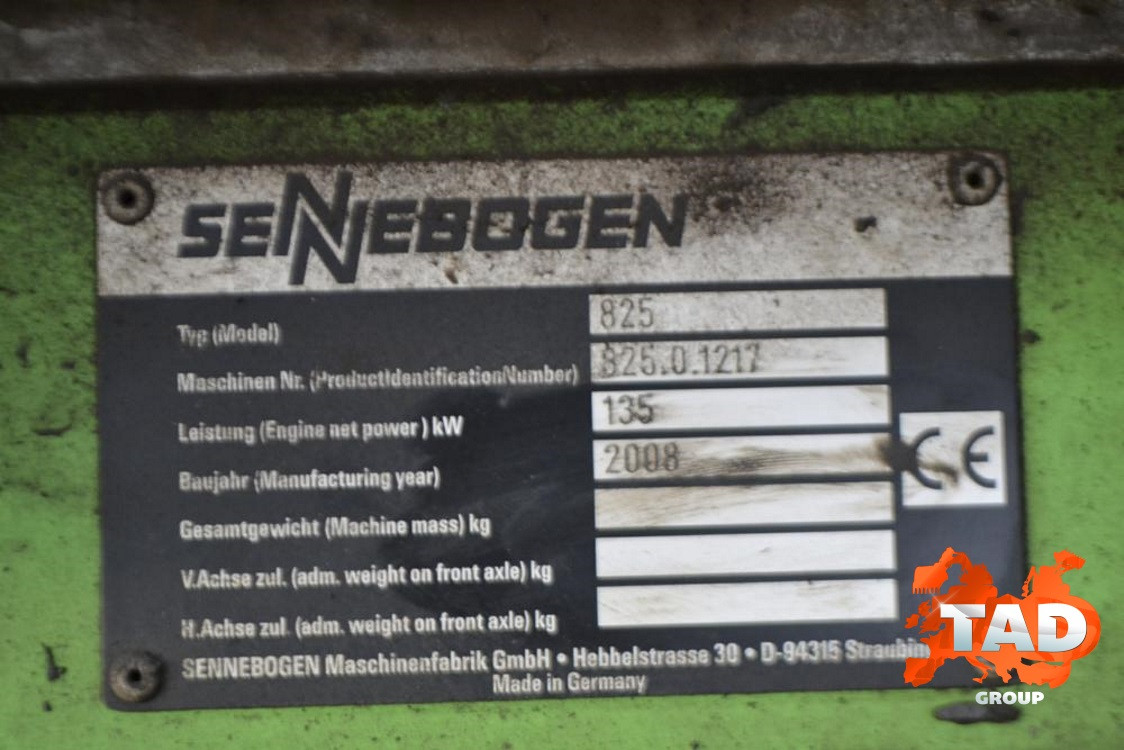 SENNEBOGEN
Typ (Model)
825
Maschinen Nr. (ProductIdentificationNumber)
825.0.1217
Leistung (Engine net power) kW
135
Baujahr (Manufacturing year)
2008
CE
Gesamtgewicht (Machine mass) kg
V.Achse zul. (adm. weight on front axle) kg
H.Achse zul. (adm. weight on front axle) kg
SENNEBOGEN Maschinenfabrik GmbH • Hebbelstrasse 30 • D-94315 Straubin
Made in Germany
TAD
GROUP